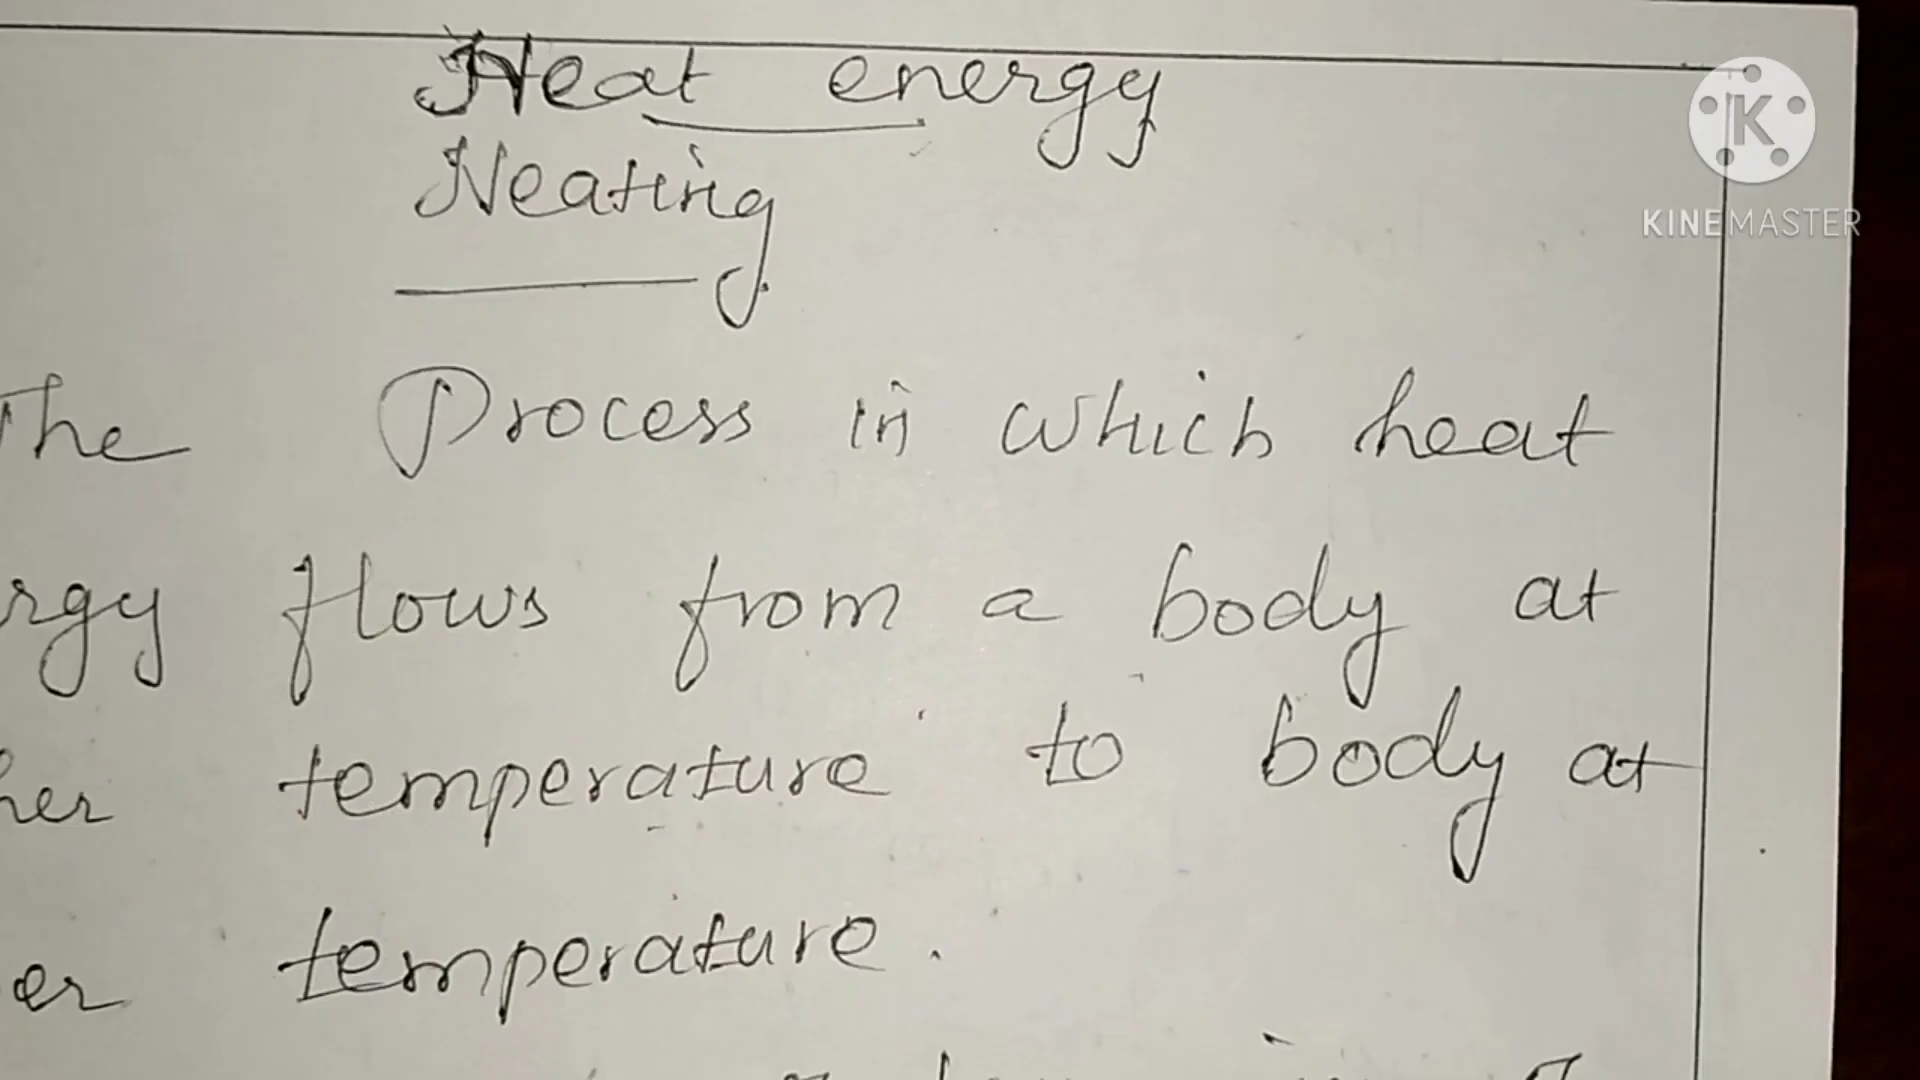 Heat energy
Heating
The Process in which heat
rgy flows from a body at
her temperature to body at
er temperature.
K
KINEMASTER